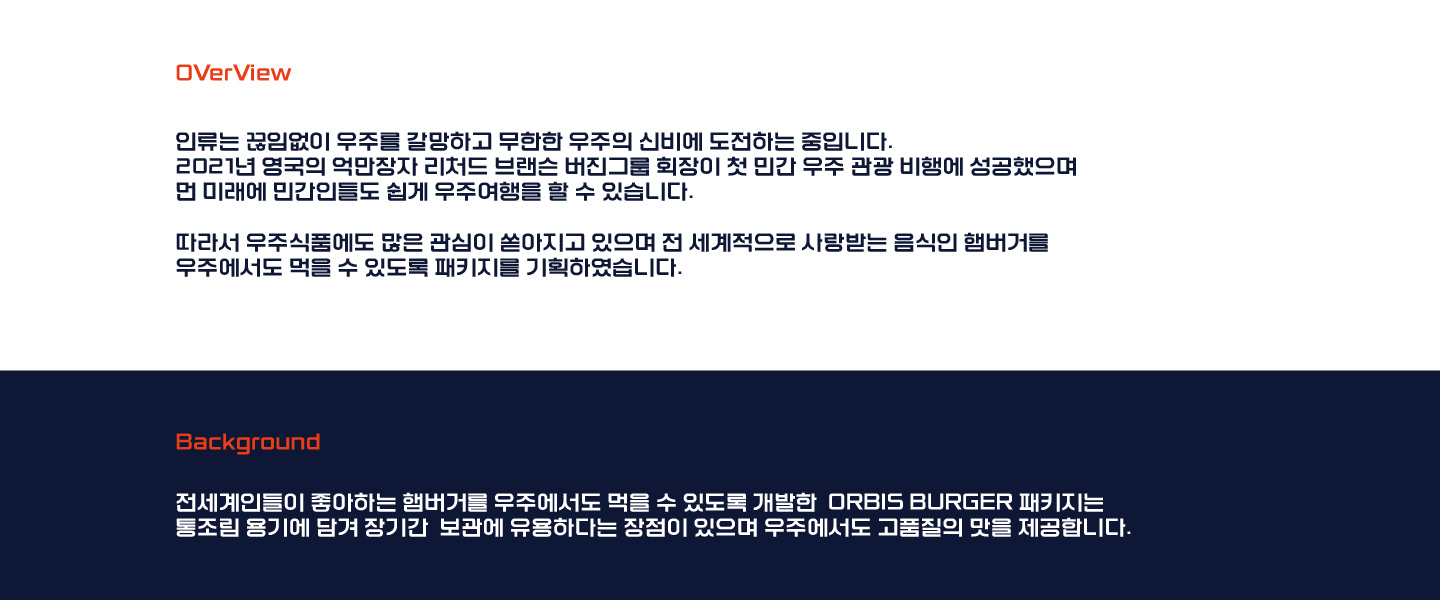 OVerView
인류는 끊임없이 우주를 갈망하고 무한한 우주의 신비에 도전하는 중입니다.
2021년 영국의 억만장자 리처드 브랜슨 버진그룹 회장이 첫 민간 우주 관광 비행에 성공했으며
먼 미래에 민간인들도 쉽게 우주여행을 할 수 있습니다.
따라서 우주식품에도 많은 관심이 쏟아지고 있으며 전 세계적으로 사랑받는 음식인 햄버거를
우주에서도 먹을 수 있도록 패키지를 기획하였습니다.
Background
전세계인들이 좋아하는 햄버거를 우주에서도 먹을 수 있도록 개발한 ORBIS BURGER 패키지는
통조림 용기에 담겨 장기간 보관에 유용하다는 장점이 있으며 우주에서도 고품질의 맛을 제공합니다.